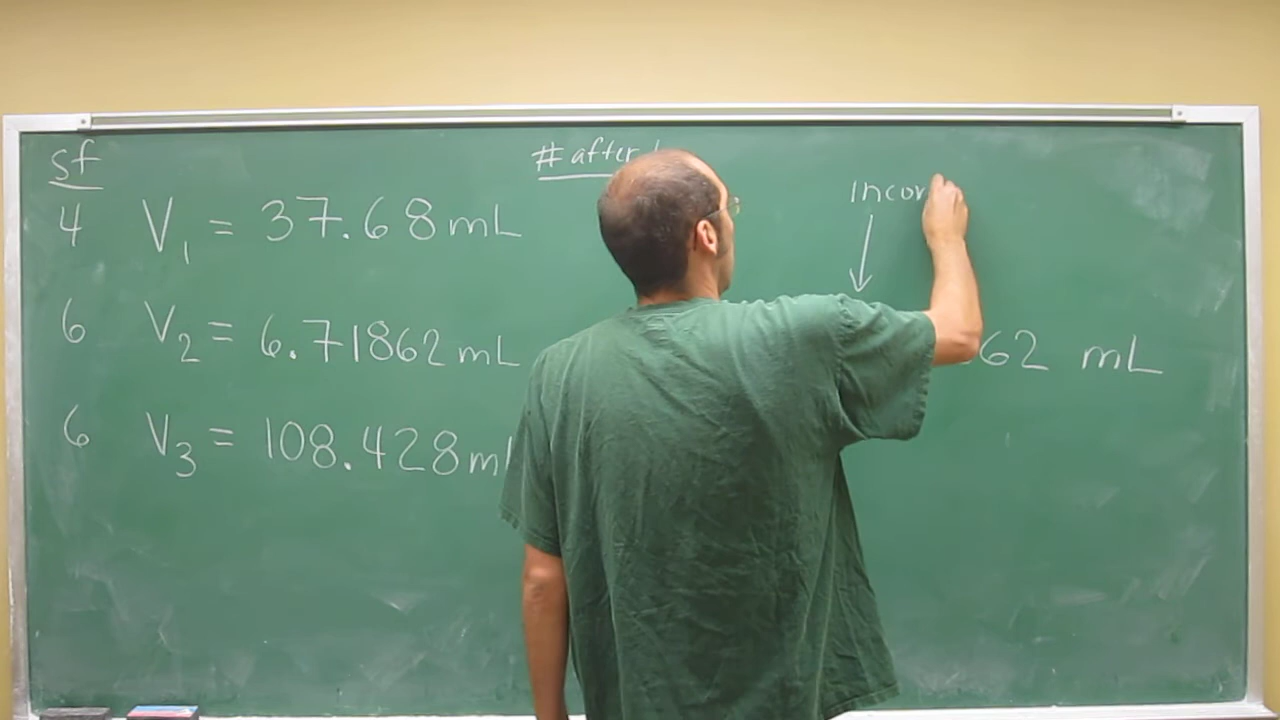 sf # after
4 V₁ = 37.68 mL
6 V₂ = 6.71862 mL
6 V₃ = 108.428 m
incor
62 mL